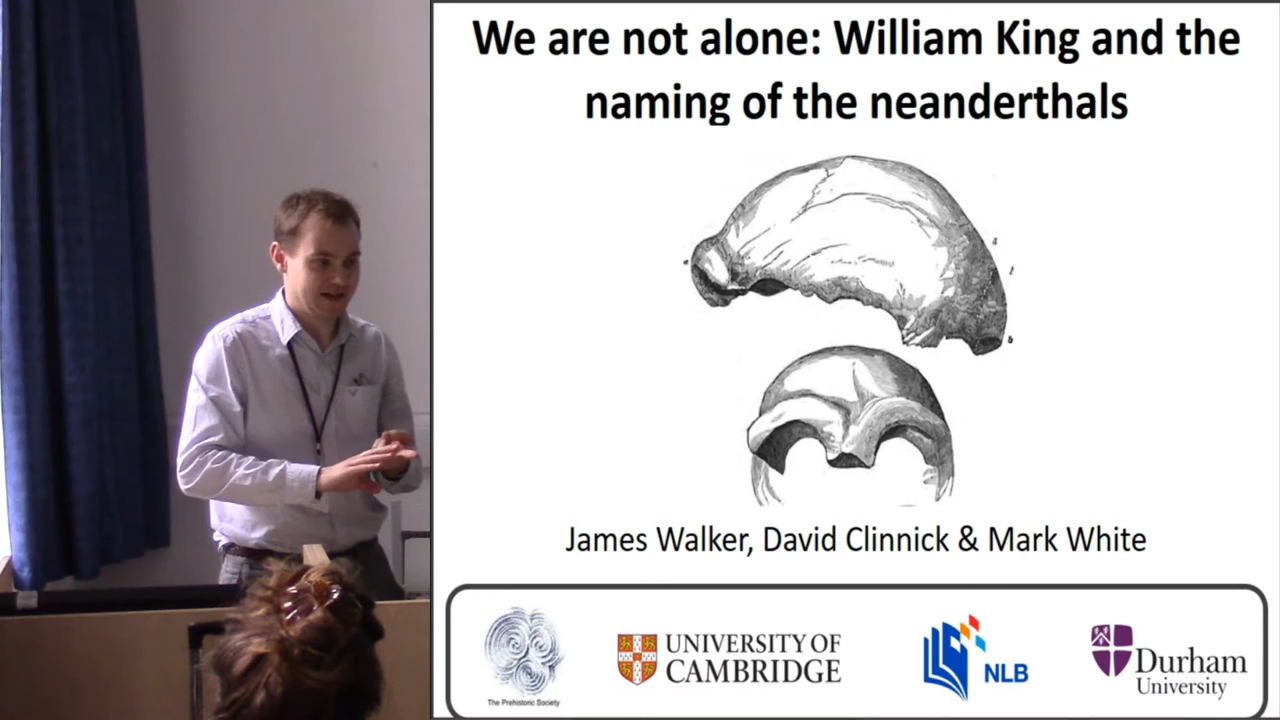 We are not alone: William King and the
naming of the neanderthals
James Walker, David Clinnick & Mark White
The Prehistoric Society
UNIVERSITY OF
CAMBRIDGE
NLB
Durham
University